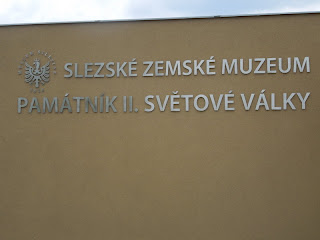 SLEZSKÉ ZEMSKÉ MUZEUM
PAMÁTNÍK II. SVĚTOVÉ VÁLKY